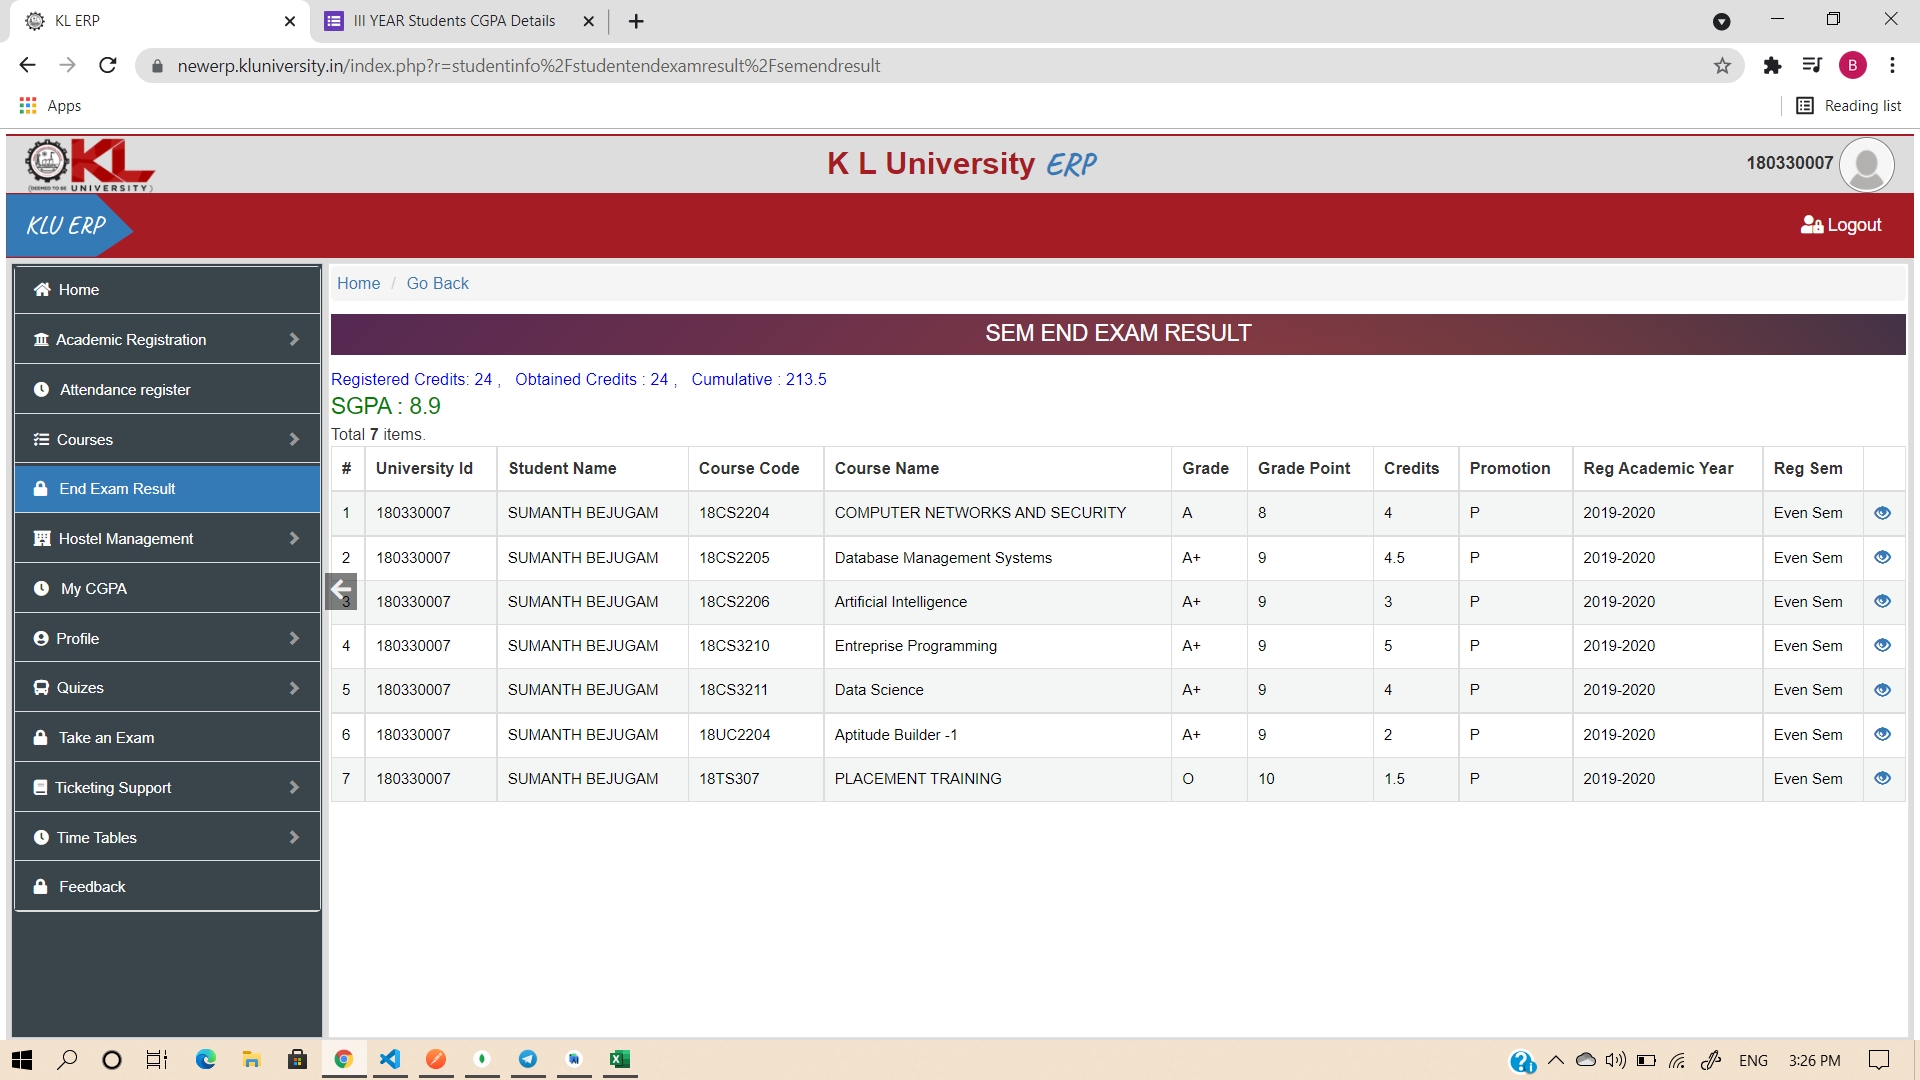 KL ERP
III YEAR Students CGPA Details
newerp.kluniversity.in/index.php?r=studentinfo%2Fstudentendexamresult%2Fsemendresult
B
Apps
Reading list
KL
(DEEMED TO BE UNIVERSITY)
K L University ERP
180330007
KLU ERP
Logout
Home
Academic Registration
Attendance register
Courses
End Exam Result
Hostel Management
My CGPA
Profile
Quizes
Take an Exam
Ticketing Support
Time Tables
Feedback
Home / Go Back
SEM END EXAM RESULT
Registered Credits: 24 , Obtained Credits : 24 , Cumulative : 213.5
SGPA : 8.9
Total 7 items.
# University Id Student Name Course Code Course Name Grade Grade Point Credits Promotion Reg Academic Year Reg Sem
1 180330007 SUMANTH BEJUGAM 18CS2204 COMPUTER NETWORKS AND SECURITY A 8 4 P 2019-2020 Even Sem
2 180330007 SUMANTH BEJUGAM 18CS2205 Database Management Systems A+ 9 4.5 P 2019-2020 Even Sem
3 180330007 SUMANTH BEJUGAM 18CS2206 Artificial Intelligence A+ 9 3 P 2019-2020 Even Sem
4 180330007 SUMANTH BEJUGAM 18CS3210 Entreprise Programming A+ 9 5 P 2019-2020 Even Sem
5 180330007 SUMANTH BEJUGAM 18CS3211 Data Science A+ 9 4 P 2019-2020 Even Sem
6 180330007 SUMANTH BEJUGAM 18UC2204 Aptitude Builder -1 A+ 9 2 P 2019-2020 Even Sem
7 180330007 SUMANTH BEJUGAM 18TS307 PLACEMENT TRAINING O 10 1.5 P 2019-2020 Even Sem
ENG 3:26 PM